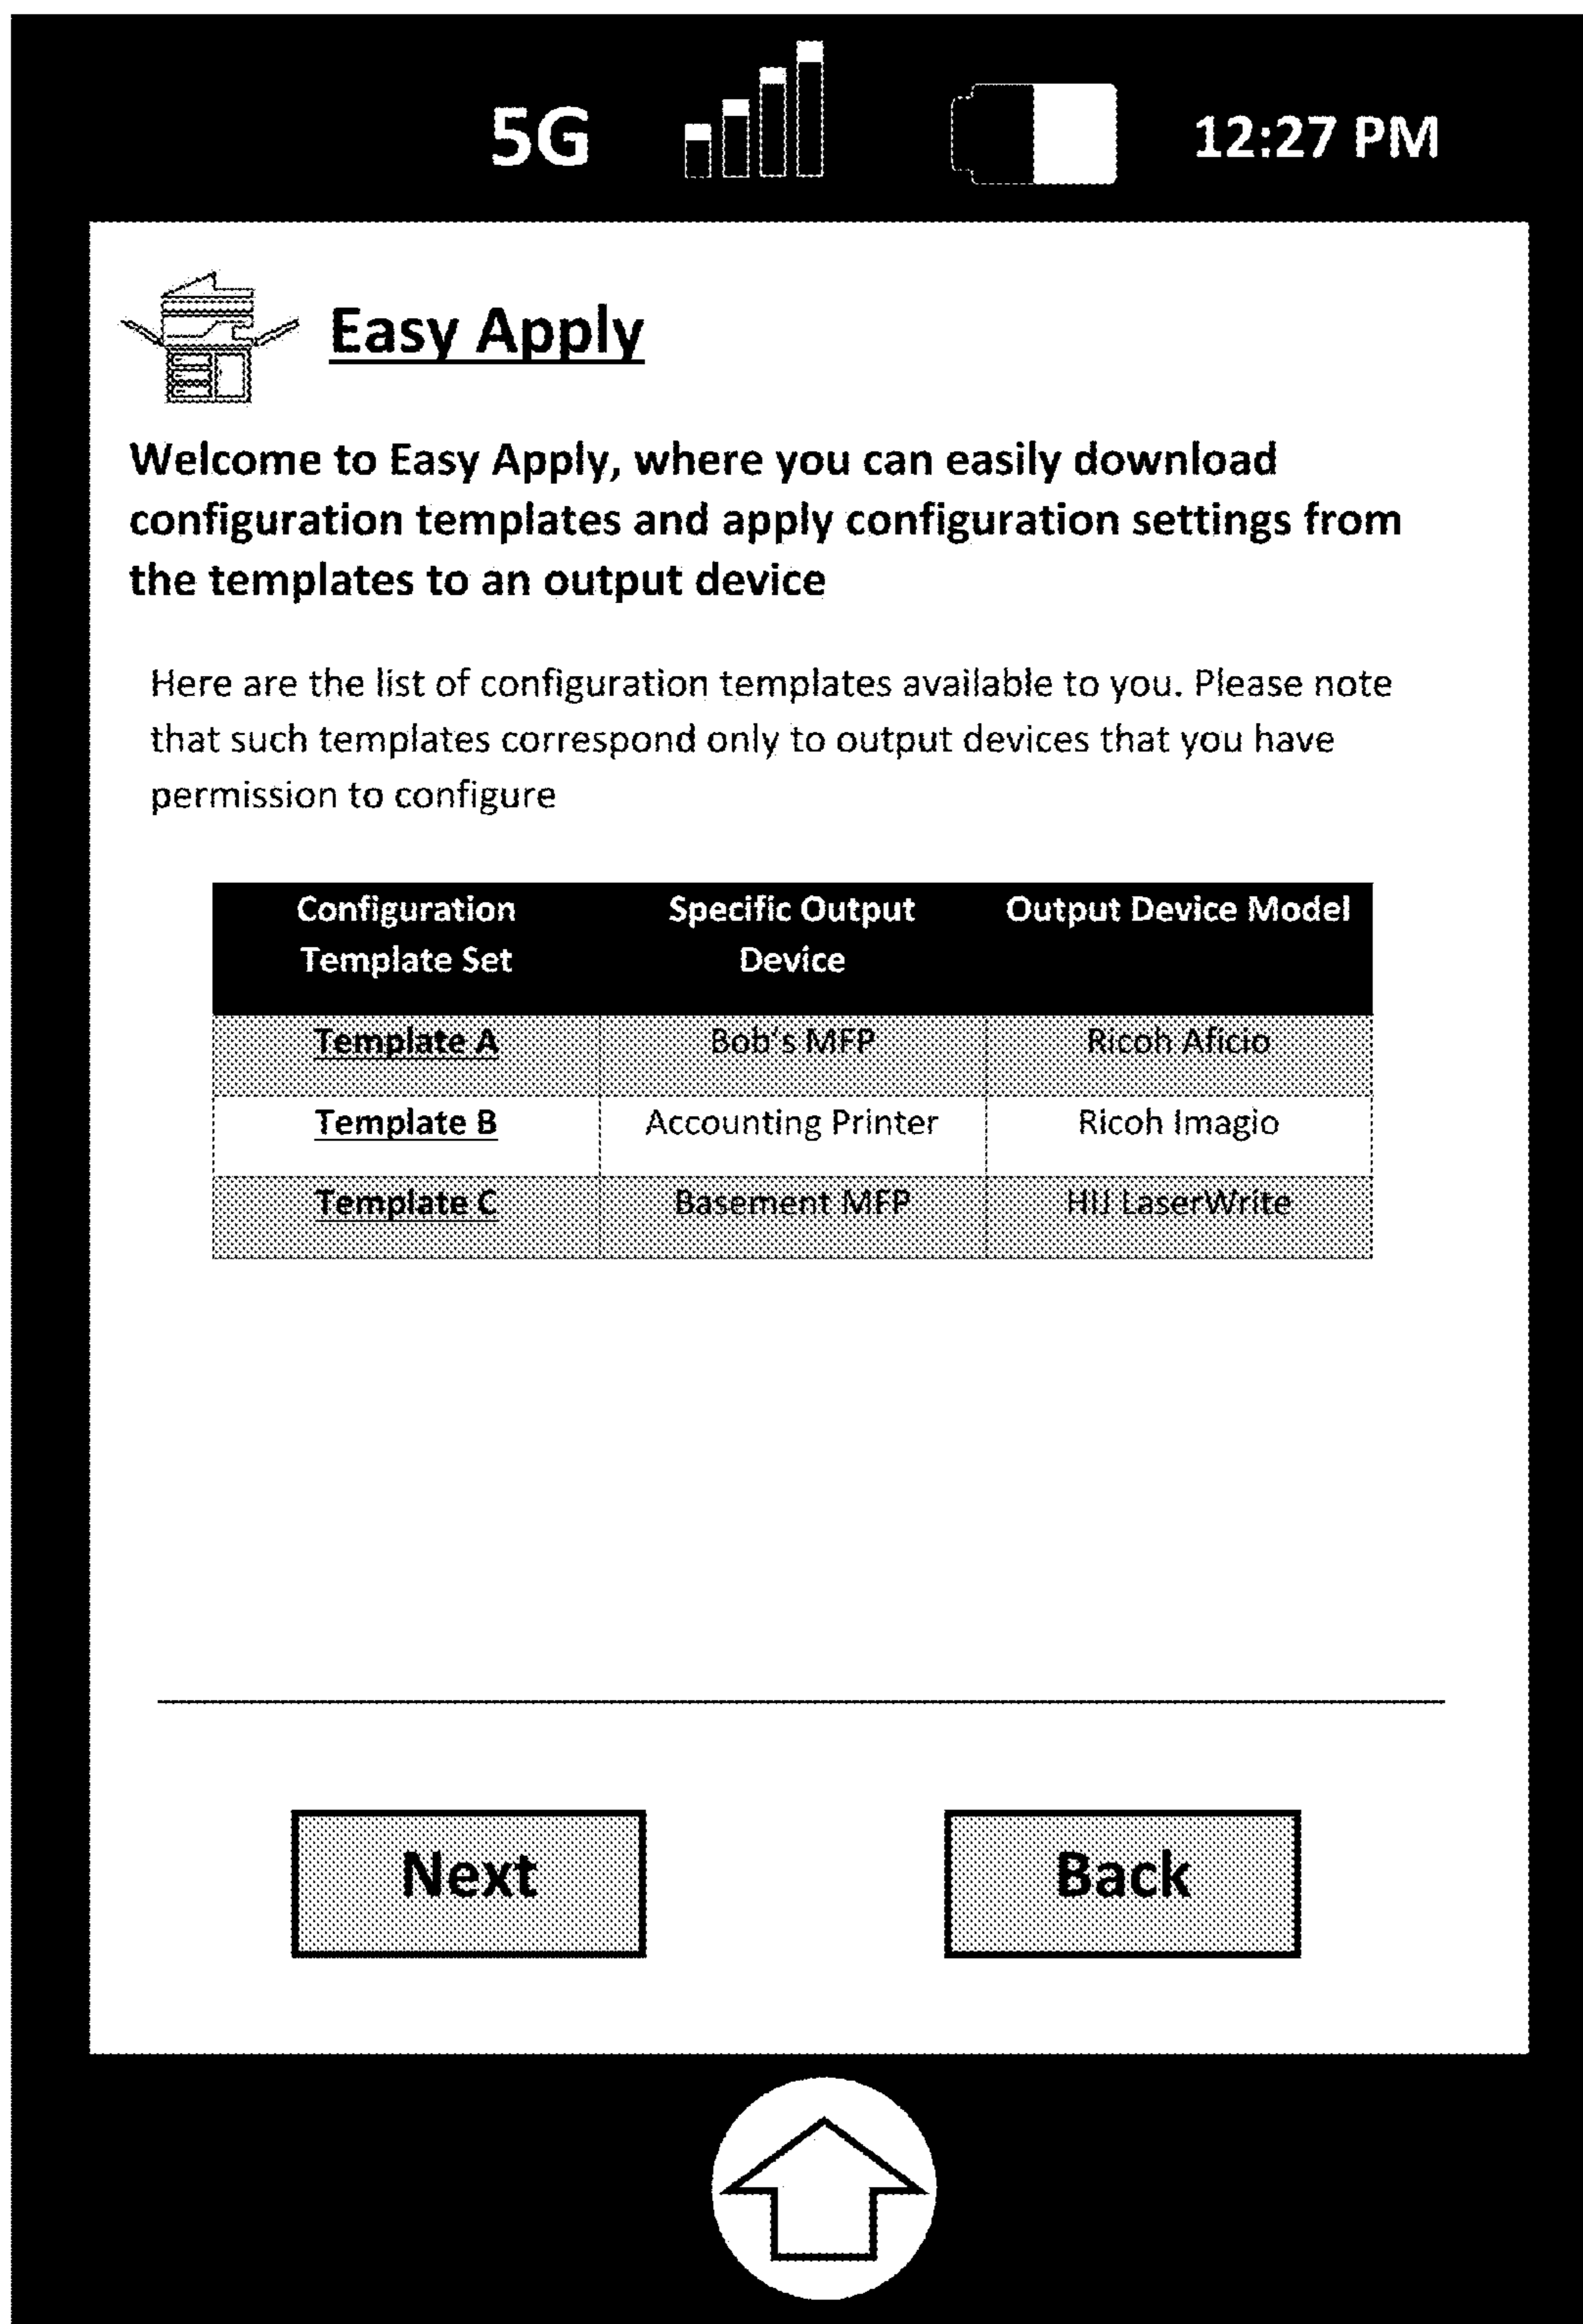 5G 12:27 PM
Easy Apply
Welcome to Easy Apply, where you can easily download
configuration templates and apply configuration settings from
the templates to an output device
Here are the list of configuration templates available to you. Please note
that such templates correspond only to output devices that you have
permission to configure
Configuration Specific Output Output Device Model
Template Set Device
Template A Bob's MFP Ricoh Aficio
Template B Accounting Printer Ricoh Imagio
Template C Basement MFP HIJ LaserWrite
Next Back